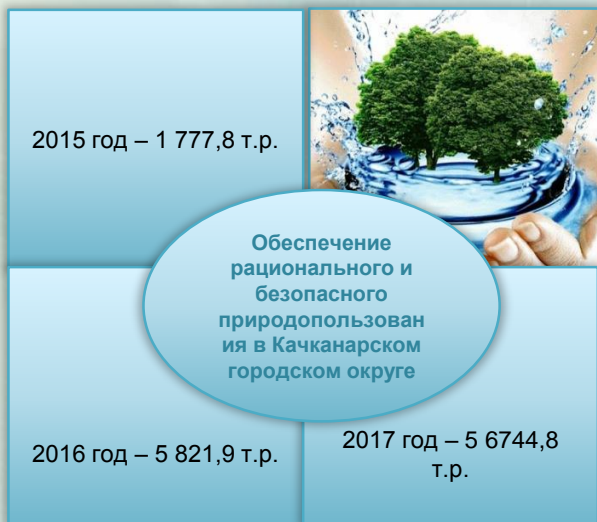 2015 год – 1 777,8 т.р.
Обеспечение
рационального и
безопасного
природопользован
ия в Качканарском
городском округе
2016 год – 5 821,9 т.р.
2017 год – 5 6744,8
т.р.